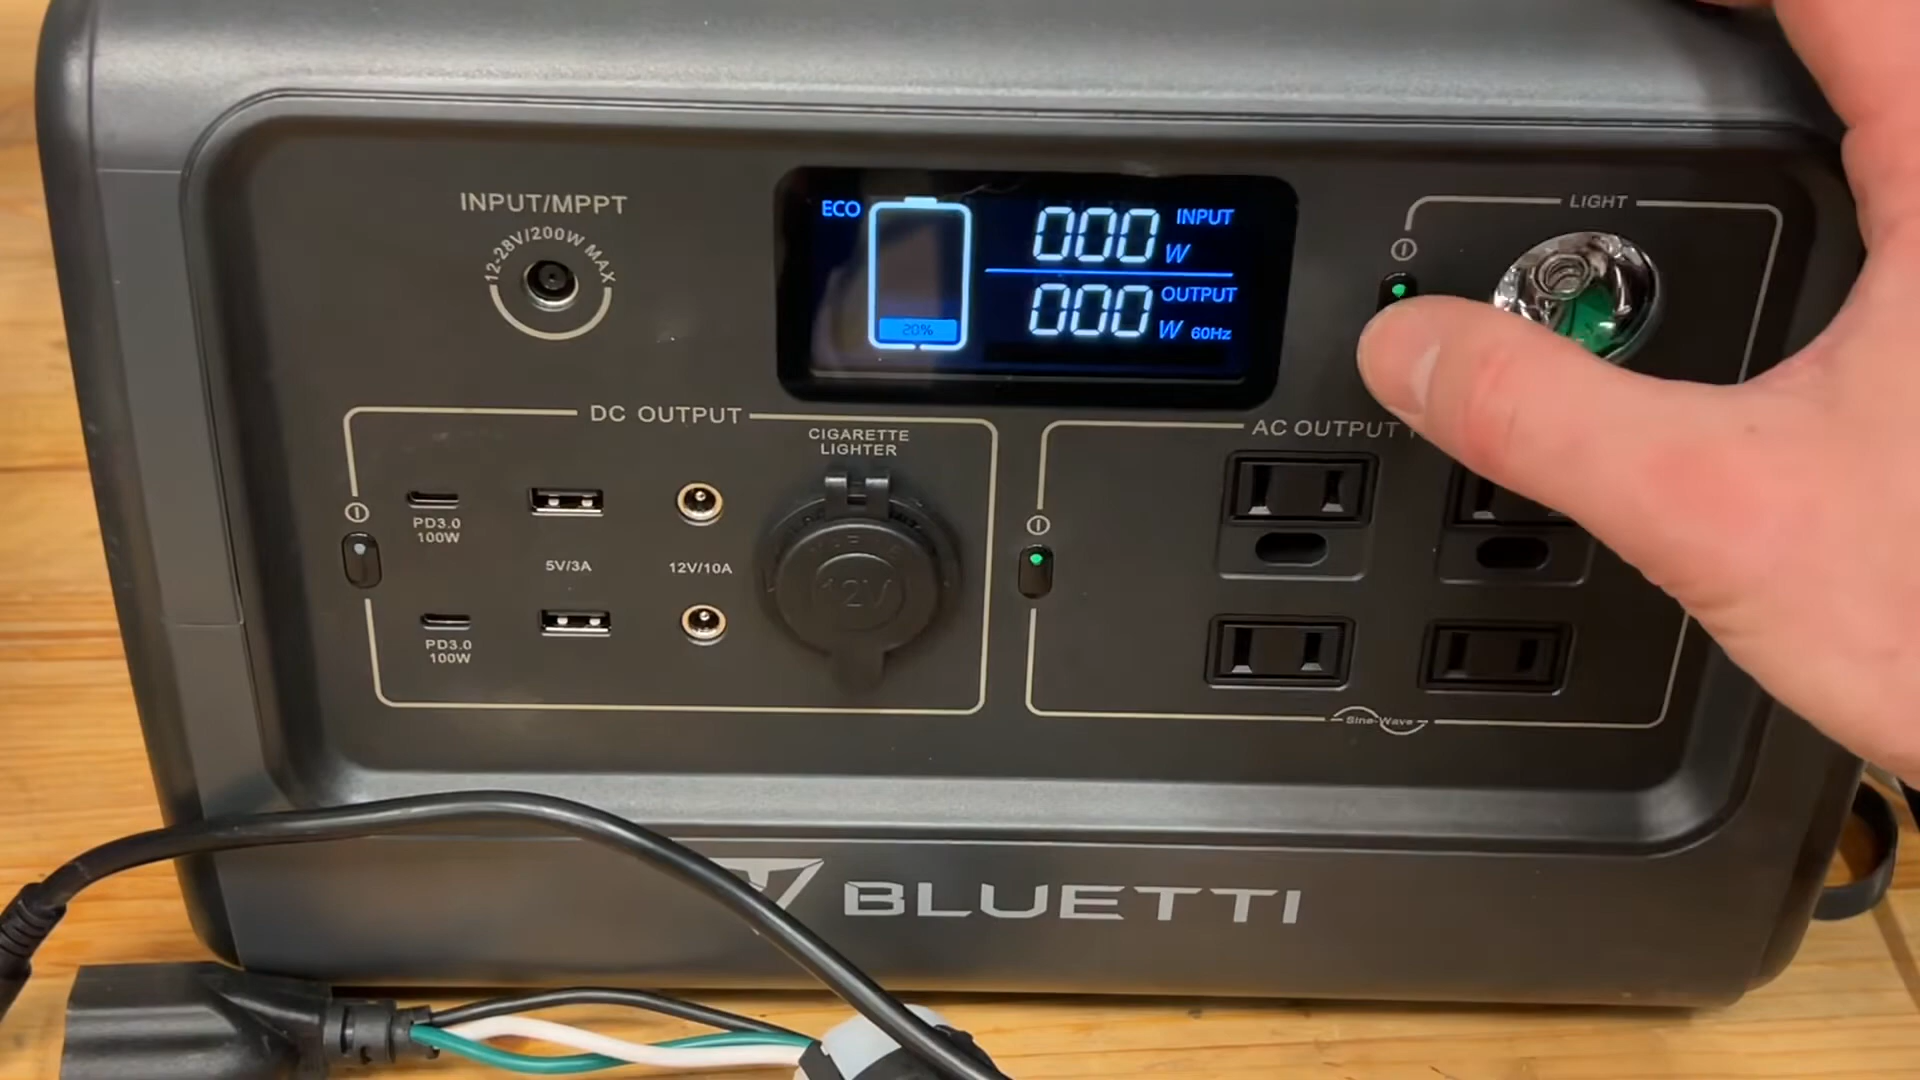 INPUT/MPPT
12-28V/200W MAX
ECO
20%
000 INPUT
W
000 OUTPUT
W 60Hz
LIGHT
DC OUTPUT
CIGARETTE
LIGHTER
PD3.0
100W
5V/3A
12V/10A
12V
PD3.0
100W
AC OUTPUT
Sine-Wave
BLUETTI